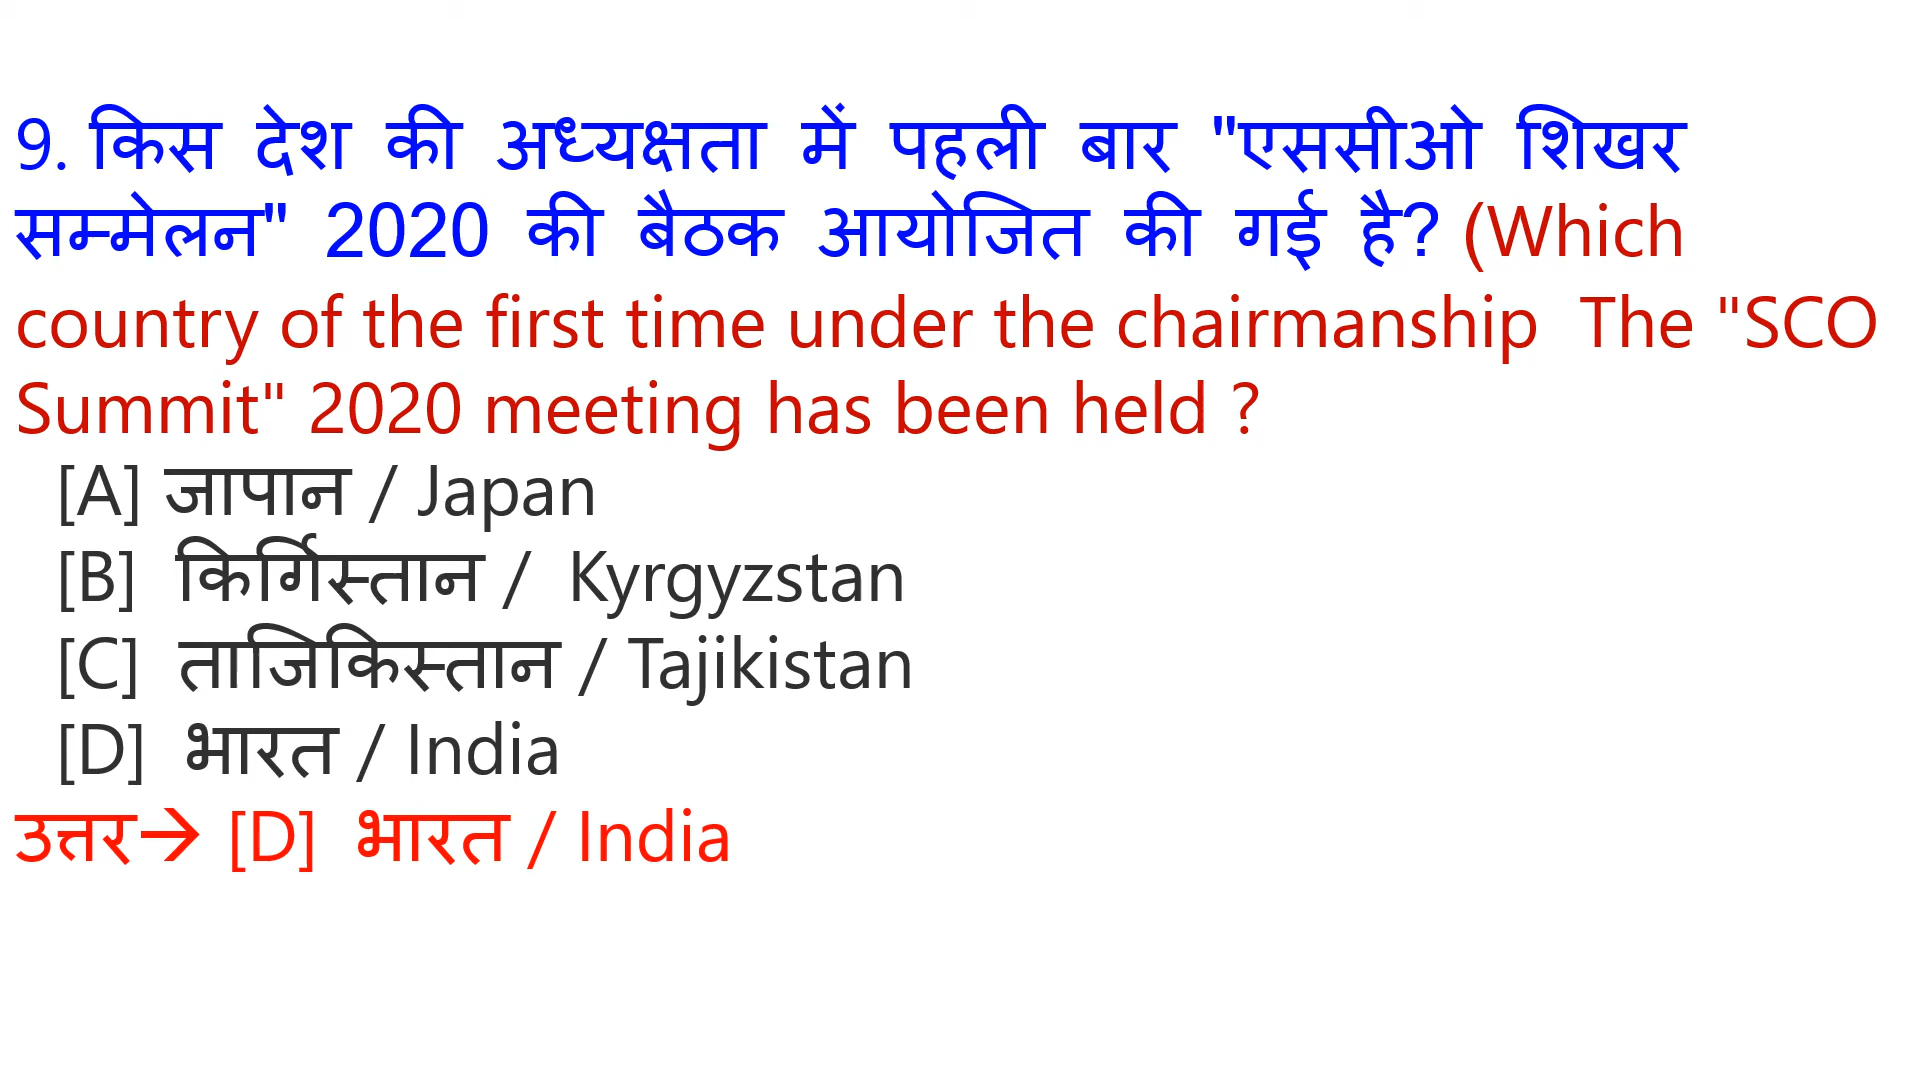 9. किस देश की अध्यक्षता में पहली बार "एससीओ शिखर
सम्मेलन" 2020 की बैठक आयोजित की गई है? (Which
country of the first time under the chairmanship The "SCO
Summit" 2020 meeting has been held ?
[A] जापान / Japan
[B] किर्गिस्तान / Kyrgyzstan
[C] ताजिकिस्तान / Tajikistan
[D] भारत / India
उत्तर→ [D] भारत / India